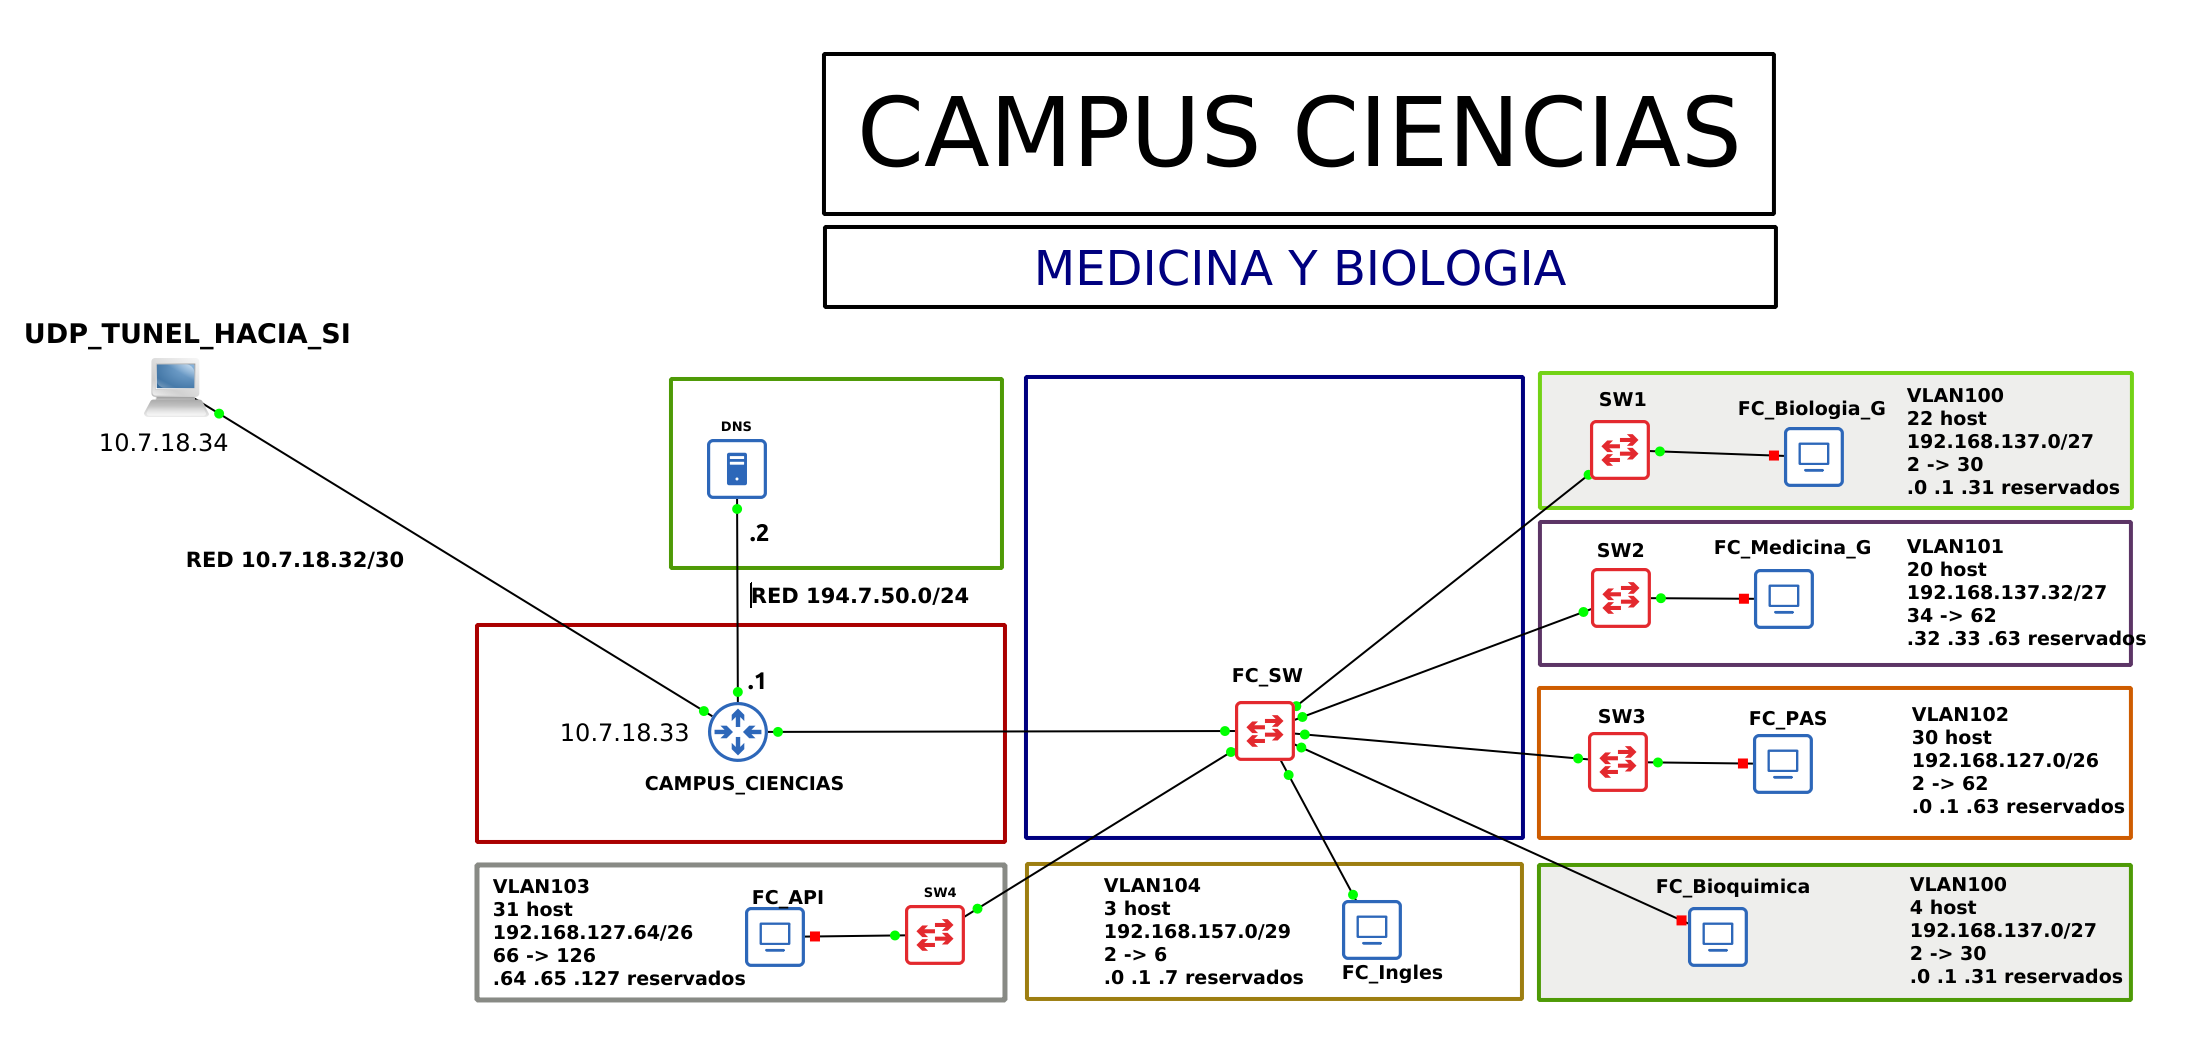 CAMPUS CIENCIAS
MEDICINA Y BIOLOGIA
UDP_TUNEL_HACIA_SI
10.7.18.34
RED 10.7.18.32/30
DNS
.2
RED 194.7.50.0/24
.1
10.7.18.33
CAMPUS_CIENCIAS
FC_SW
SW1
FC_Biologia_G
VLAN100
22 host
192.168.137.0/27
2 -> 30
.0 .1 .31 reservados
SW2
FC_Medicina_G
VLAN101
20 host
192.168.137.32/27
34 -> 62
.32 .33 .63 reservados
SW3
FC_PAS
VLAN102
30 host
192.168.127.0/26
2 -> 62
.0 .1 .63 reservados
VLAN103
31 host
192.168.127.64/26
66 -> 126
.64 .65 .127 reservados
FC_API
SW4
VLAN104
3 host
192.168.157.0/29
2 -> 6
.0 .1 .7 reservados
FC_Ingles
FC_Bioquimica
VLAN100
4 host
192.168.137.0/27
2 -> 30
.0 .1 .31 reservados